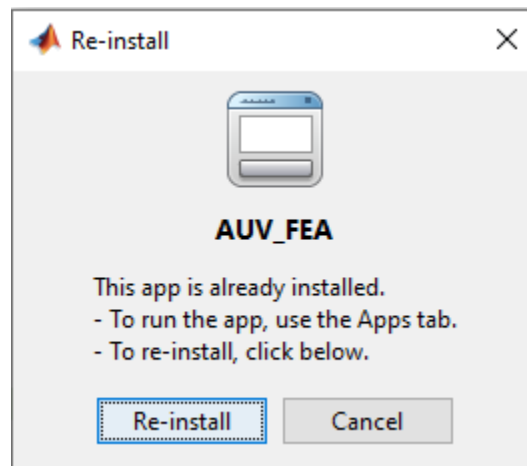 Re-install
AUV_FEA
This app is already installed.
- To run the app, use the Apps tab.
- To re-install, click below.
Re-install Cancel